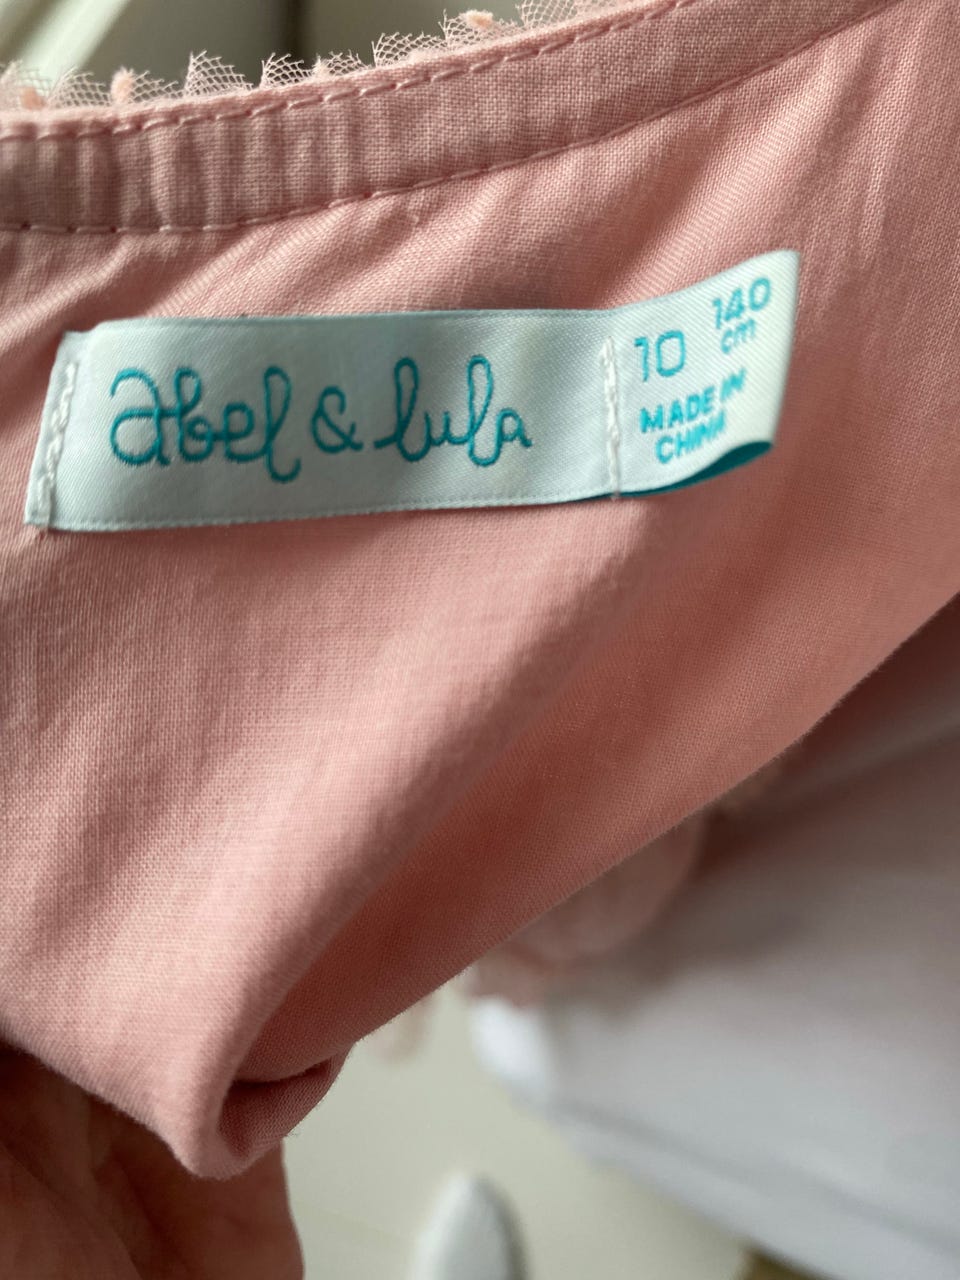 abel & lula
10 140
cm
MADE IN
CHINA